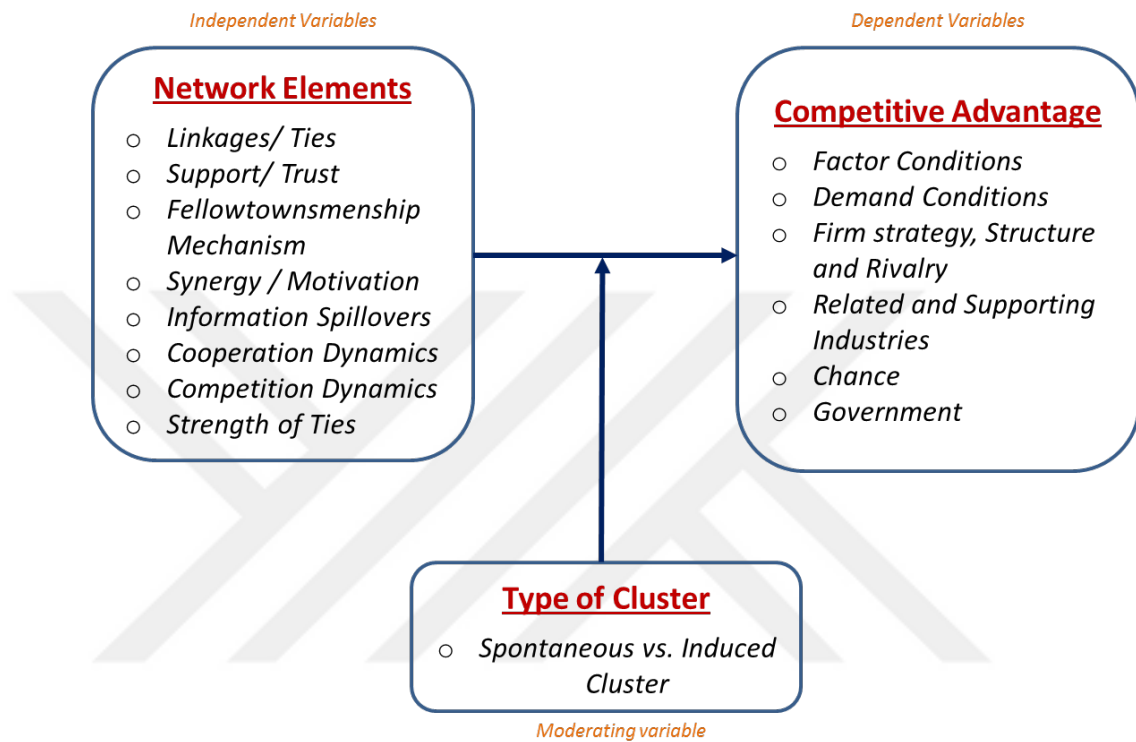 Independent Variables
Network Elements
o Linkages/ Ties
o Support/ Trust
o Fellowtownsmenship
Mechanism
o Synergy / Motivation
o Information Spillovers
o Cooperation Dynamics
o Competition Dynamics
o Strength of Ties
Dependent Variables
Competitive Advantage
o Factor Conditions
o Demand Conditions
o Firm strategy, Structure
and Rivalry
o Related and Supporting
Industries
o Chance
o Government
Type of Cluster
o Spontaneous vs. Induced
Cluster
Moderating variable